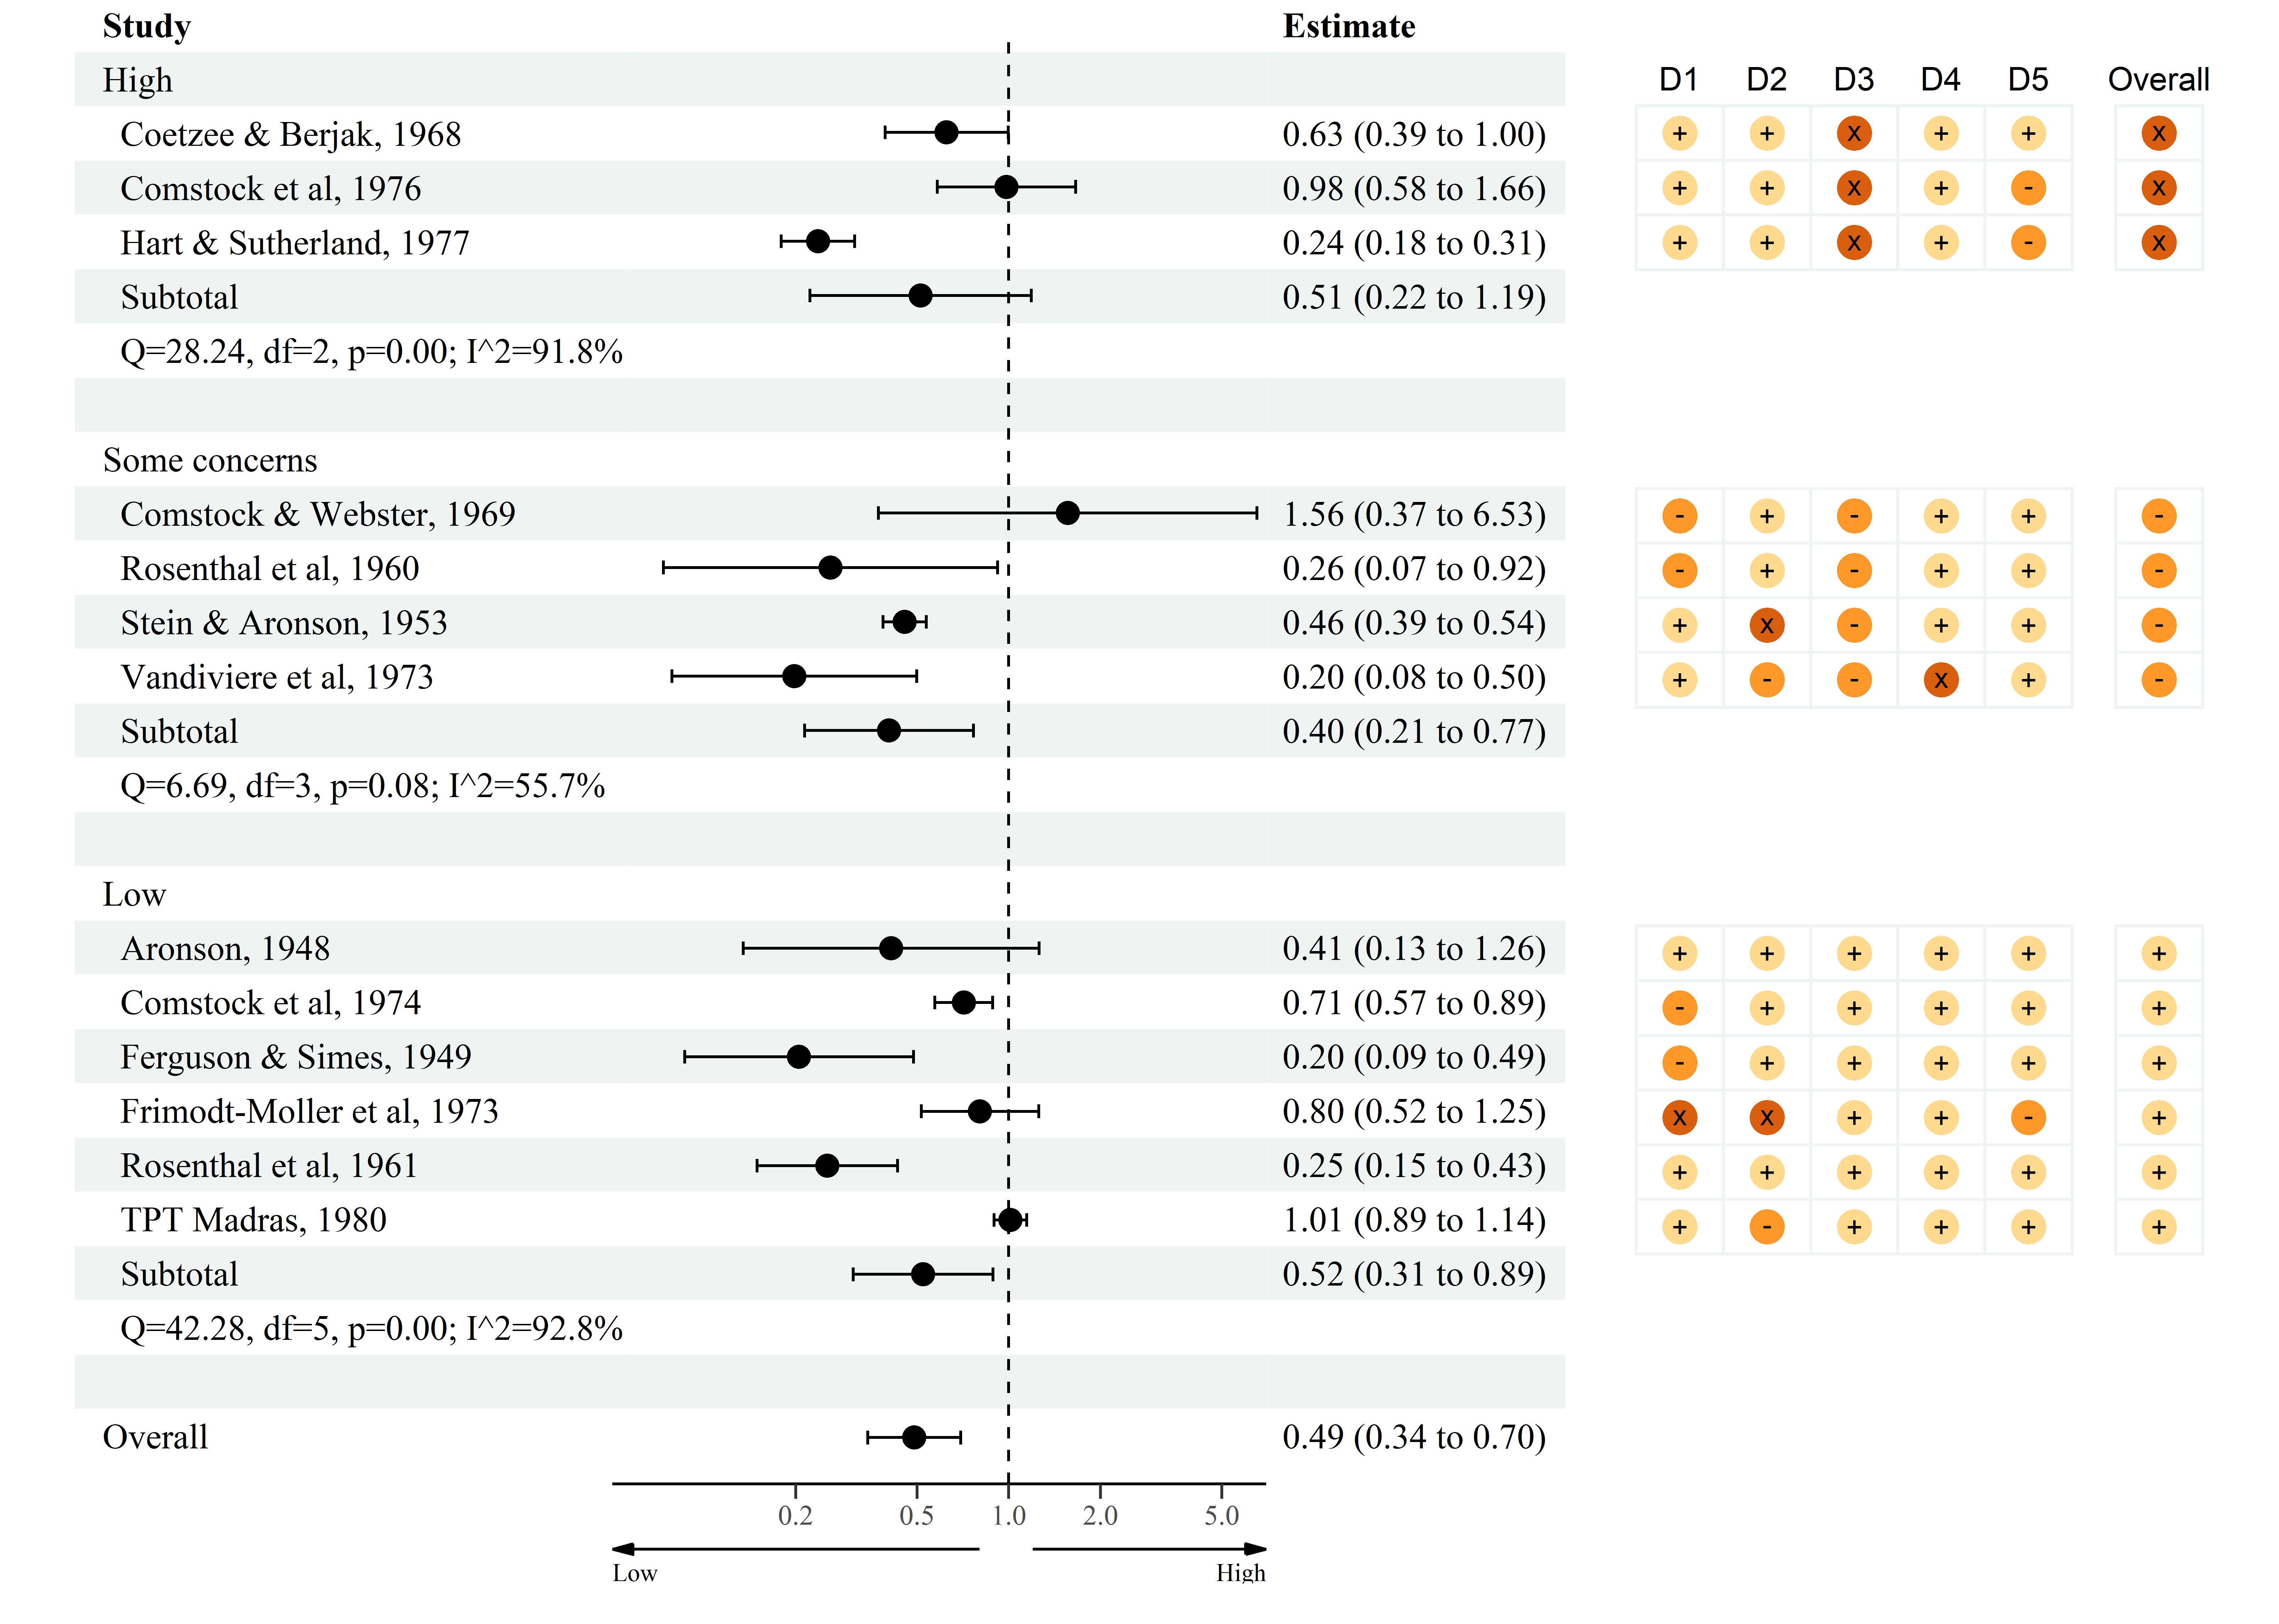 Study Estimate
High D1 D2 D3 D4 D5 Overall
Coetzee & Berjak, 1968 0.63 (0.39 to 1.00) + + x + + x
Comstock et al, 1976 0.98 (0.58 to 1.66) + + x + - x
Hart & Sutherland, 1977 0.24 (0.18 to 0.31) + + x + - x
Subtotal 0.51 (0.22 to 1.19)
Q=28.24, df=2, p=0.00; I^2=91.8%
Some concerns
Comstock & Webster, 1969 1.56 (0.37 to 6.53) - + - + + -
Rosenthal et al, 1960 0.26 (0.07 to 0.92) - + - + + -
Stein & Aronson, 1953 0.46 (0.39 to 0.54) + x - + + -
Vandiviere et al, 1973 0.20 (0.08 to 0.50) + - - x + -
Subtotal 0.40 (0.21 to 0.77)
Q=6.69, df=3, p=0.08; I^2=55.7%
Low
Aronson, 1948 0.41 (0.13 to 1.26) + + + + + +
Comstock et al, 1974 0.71 (0.57 to 0.89) - + + + + +
Ferguson & Simes, 1949 0.20 (0.09 to 0.49) - + + + + +
Frimodt-Moller et al, 1973 0.80 (0.52 to 1.25) x x + + - +
Rosenthal et al, 1961 0.25 (0.15 to 0.43) + + + + + +
TPT Madras, 1980 1.01 (0.89 to 1.14) + - + + + +
Subtotal 0.52 (0.31 to 0.89)
Q=42.28, df=5, p=0.00; I^2=92.8%
Overall 0.49 (0.34 to 0.70)
0.2 0.5 1.0 2.0 5.0
Low High